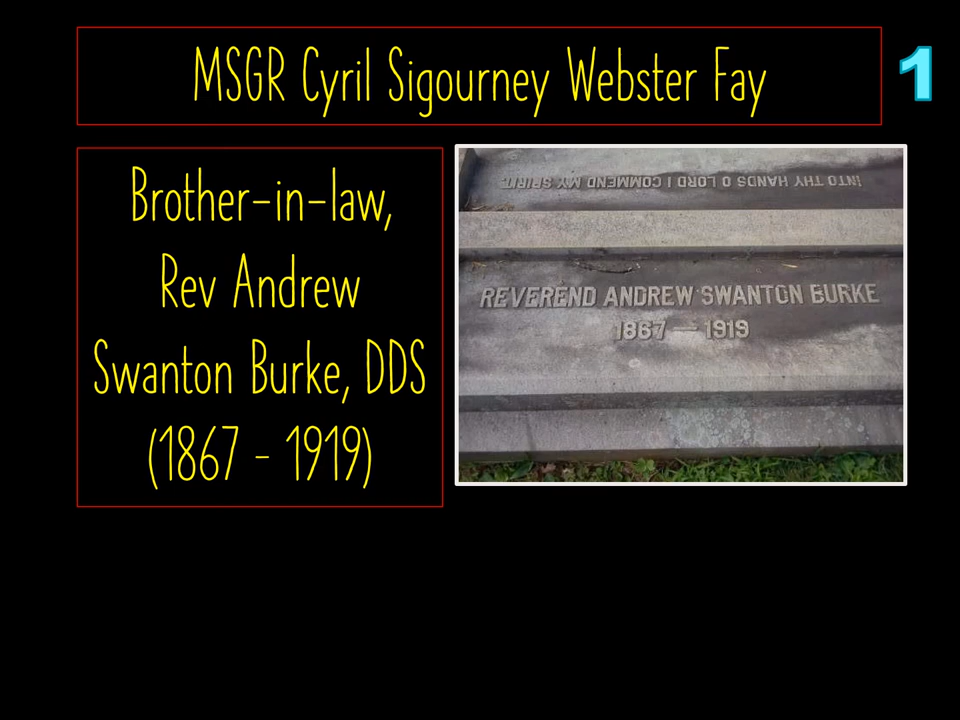 MSGR Cyril Sigourney Webster Fay
1
Brother-in-law,
Rev Andrew
Swanton Burke, DDS
(1867 - 1919)
INTO THY HANDS O LORD I COMMEND MY SPIRIT.
REVEREND ANDREW SWANTON BURKE
1867 — 1919